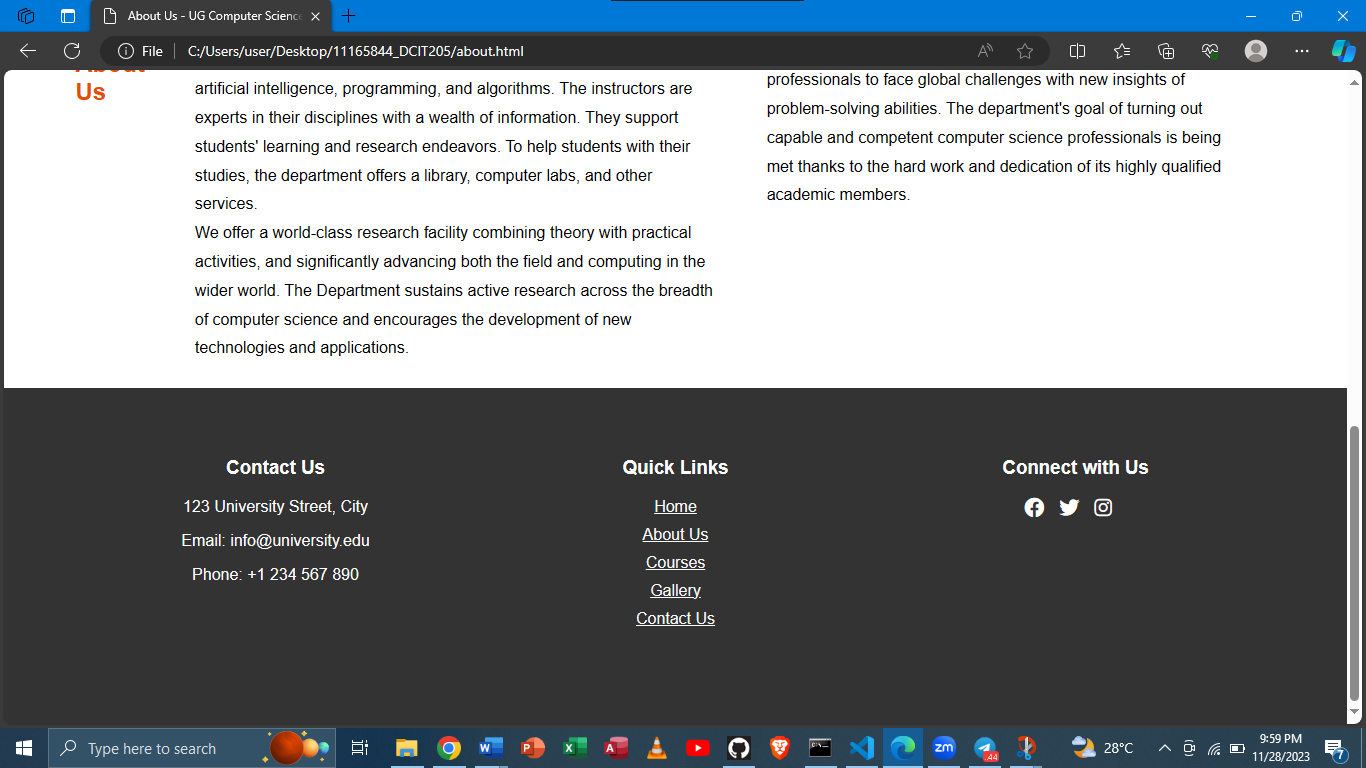 About Us - UG Computer Science
File
C:/Users/user/Desktop/11165844_DCIT205/about.html
About
Us
artificial intelligence, programming, and algorithms. The instructors are
experts in their disciplines with a wealth of information. They support
students' learning and research endeavors. To help students with their
studies, the department offers a library, computer labs, and other
services.
We offer a world-class research facility combining theory with practical
activities, and significantly advancing both the field and computing in the
wider world. The Department sustains active research across the breadth
of computer science and encourages the development of new
technologies and applications.
professionals to face global challenges with new insights of
problem-solving abilities. The department's goal of turning out
capable and competent computer science professionals is being
met thanks to the hard work and dedication of its highly qualified
academic members.
Contact Us
123 University Street, City
Email: info@university.edu
Phone: +1 234 567 890
Quick Links
Home
About Us
Courses
Gallery
Contact Us
Connect with Us
Type here to search
zm
.44
28°C
9:59 PM
11/28/2023
7